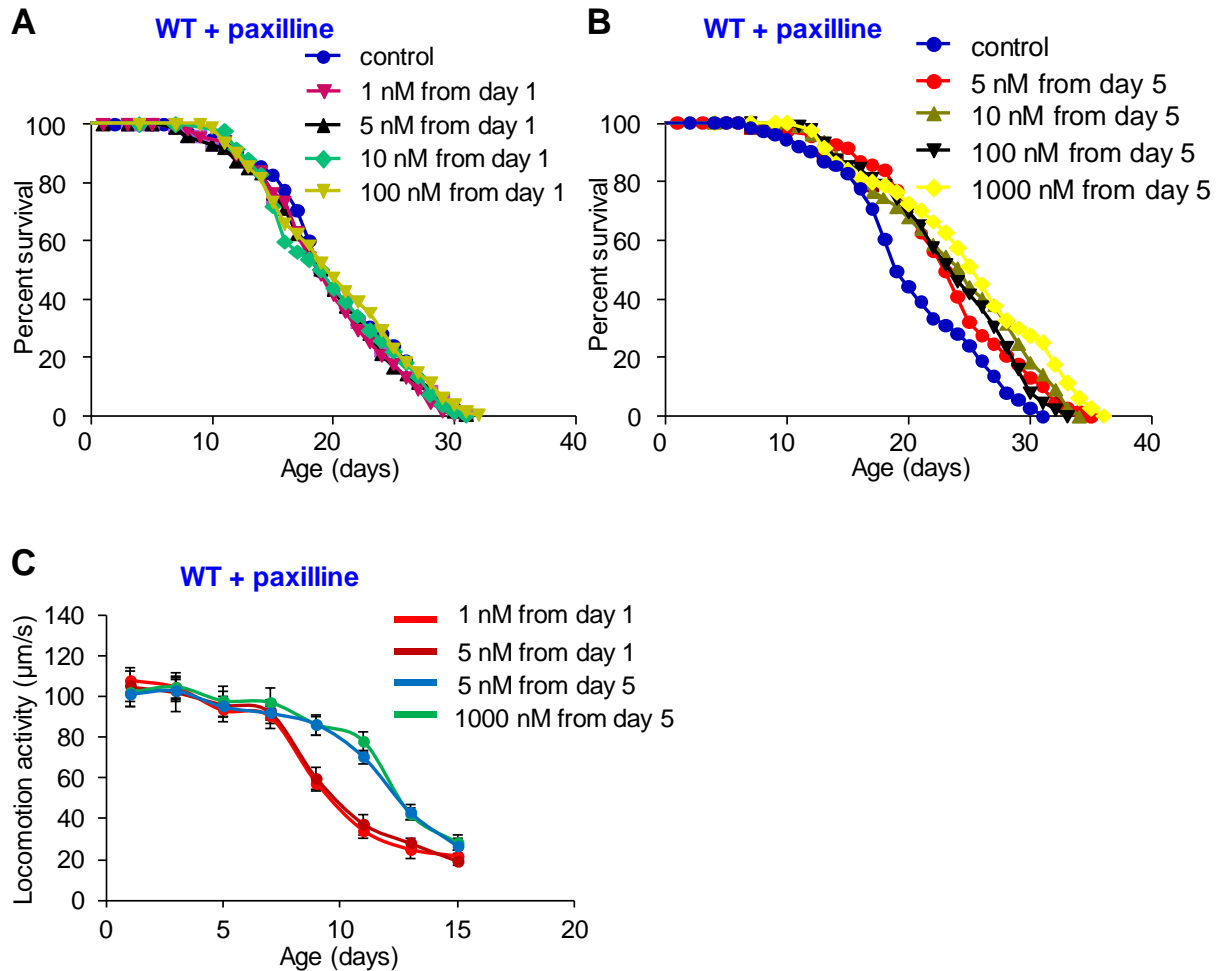 A
WT + paxilline
control
1 nM from day 1
5 nM from day 1
10 nM from day 1
100 nM from day 1
Percent survival
100
80
60
40
20
0
0 10 20 30 40
Age (days)
B
WT + paxilline
control
5 nM from day 5
10 nM from day 5
100 nM from day 5
1000 nM from day 5
Percent survival
100
80
60
40
20
0
0 10 20 30 40
Age (days)
C
WT + paxilline
1 nM from day 1
5 nM from day 1
5 nM from day 5
1000 nM from day 5
Locomotion activity (µm/s)
140
120
100
80
60
40
20
0
0 5 10 15 20
Age (days)